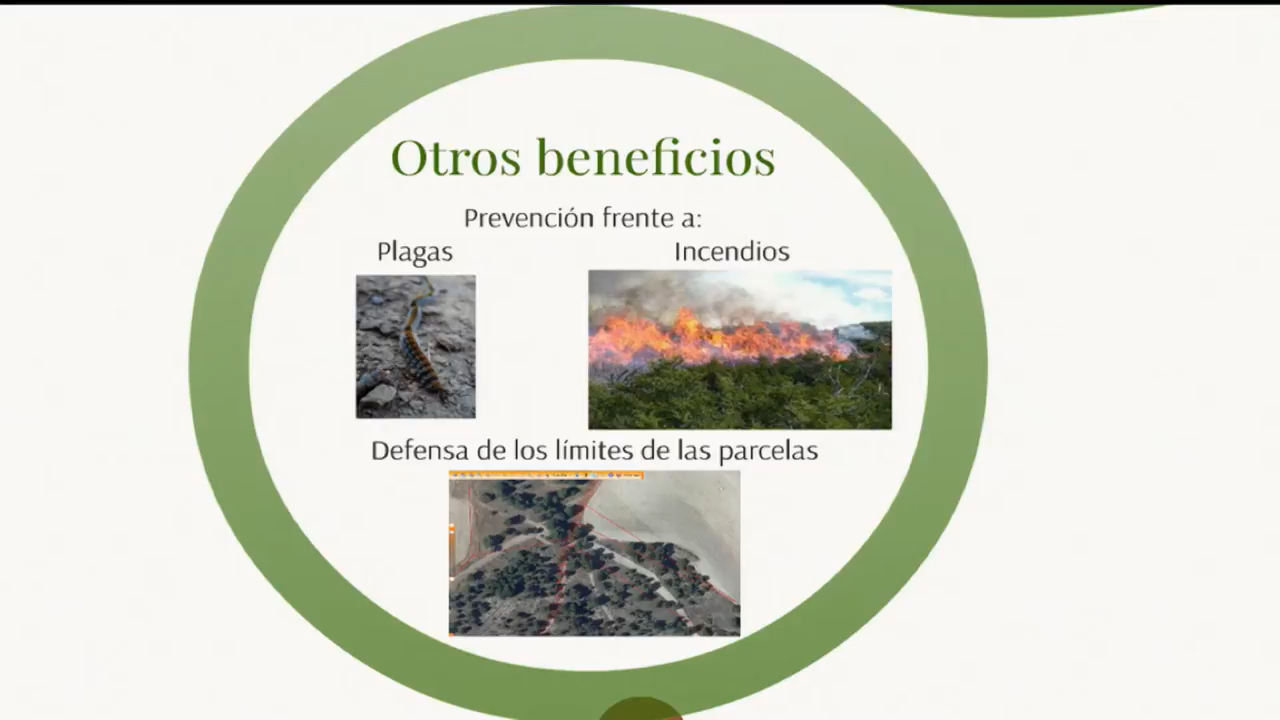 Otros beneficios
Prevención frente a:
Plagas
Incendios
Defensa de los límites de las parcelas